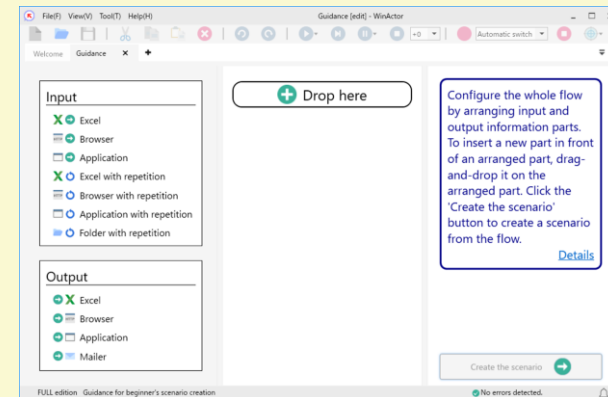 File(F) View(V) Tool(T) Help(H)
Guidance [edit] - WinActor
+0
Automatic switch
Welcome Guidance
Input
Excel
Browser
Application
Excel with repetition
Browser with repetition
Application with repetition
Folder with repetition
Output
Excel
Browser
Application
Mailer
Drop here
Configure the whole flow
by arranging input and
output information parts.
To insert a new part in front
of an arranged part, drag-
and-drop it on the
arranged part. Click the
'Create the scenario'
button to create a scenario
from the flow.
Details
Create the scenario
FULL edition Guidance for beginner's scenario creation
No errors detected.